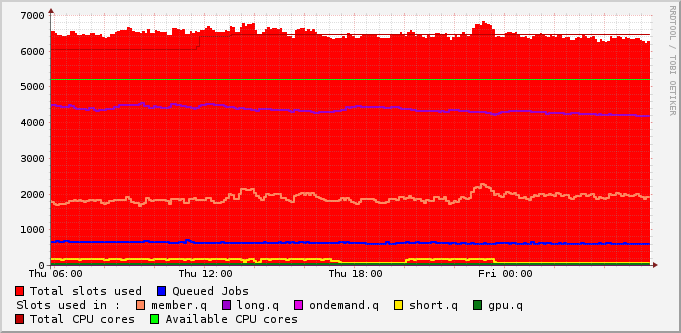 7000
6000
5000
4000
3000
2000
1000
0
Thu 06:00 Thu 12:00 Thu 18:00 Fri 00:00
Total slots used Queued Jobs
Slots used in : member.q long.q ondemand.q short.q gpu.q
Total CPU cores Available CPU cores
RRDTOOL / TOBI OETIKER